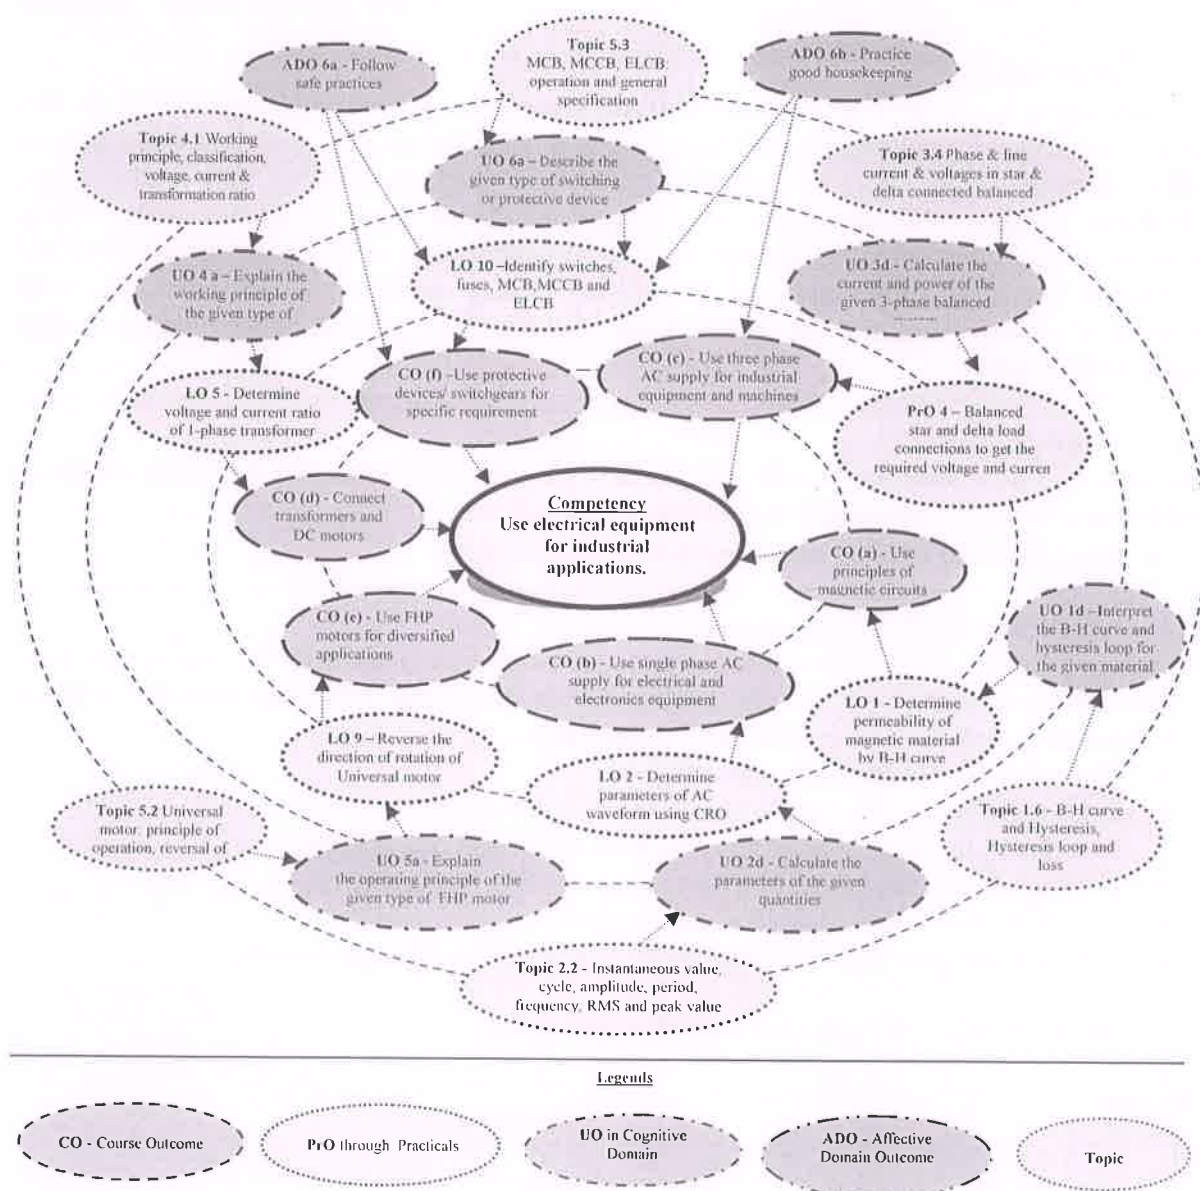 Topic 5.3
MCB, MCCB, ELCB:
operation and general
specification
ADO 6a - Follow
safe practices
ADO 6b - Practice
good housekeeping
Topic 4.1 Working
principle, classification,
voltage, current &
transformation ratio
UO 6a – Describe the
given type of switching
or protective device
Topic 3.4 Phase & line
current & voltages in star &
delta connected balanced
UO 4 a – Explain the
working principle of
the given type of
LO 10 –Identify switches,
fuses, MCB,MCCB and
ELCB
UO 3d - Calculate the
current and power of the
given 3-phase balanced
LO 5 - Determine
voltage and current ratio
of 1-phase transformer
CO (f) –Use protective
devices/ switchgears for
specific requirement
CO (c) - Use three phase
AC supply for industrial
equipment and machines
PrO 4 – Balanced
star and delta load
connections to get the
required voltage and curren
CO (d) - Connect
transformers and
DC motors
Competency
Use electrical equipment
for industrial
applications.
CO (a) - Use
principles of
magnetic circuits
CO (e) - Use FHP
motors for diversified
applications
CO (b) - Use single phase AC
supply for electrical and
electronics equipment
UO 1d –Interpret
the B-H curve and
hysteresis loop for
the given material
LO 1 - Determine
permeability of
magnetic material
by B-H curve
LO 9 – Reverse the
direction of rotation of
Universal motor
LO 2 – Determine
parameters of AC
waveform using CRO
Topic 5.2 Universal
motor: principle of
operation, reversal of
Topic 1.6 - B-H curve
and Hysteresis,
Hysteresis loop and
loss
UO 5a - Explain
the operating principle of the
given type of FHP motor
UO 2d - Calculate the
parameters of the given
quantities
Topic 2.2 - Instantaneous value,
cycle, amplitude, period,
frequency, RMS and peak value
Legends
CO - Course Outcome
PrO through Practicals
UO in Cognitive
Domain
ADO - Affective
Domain Outcome
Topic